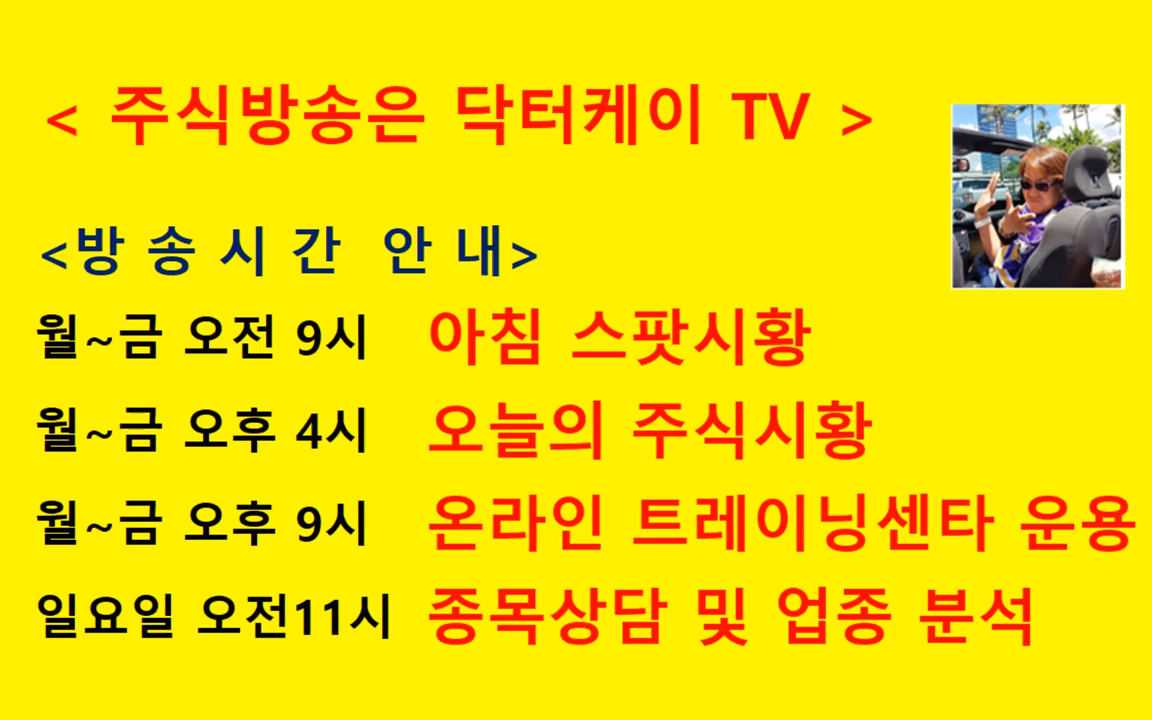 < 주식방송은 닥터케이 TV >
<방 송 시 간 안 내>
월~금 오전 9시 아침 스팟시황
월~금 오후 4시 오늘의 주식시황
월~금 오후 9시 온라인 트레이닝센타 운용
일요일 오전11시 종목상담 및 업종 분석